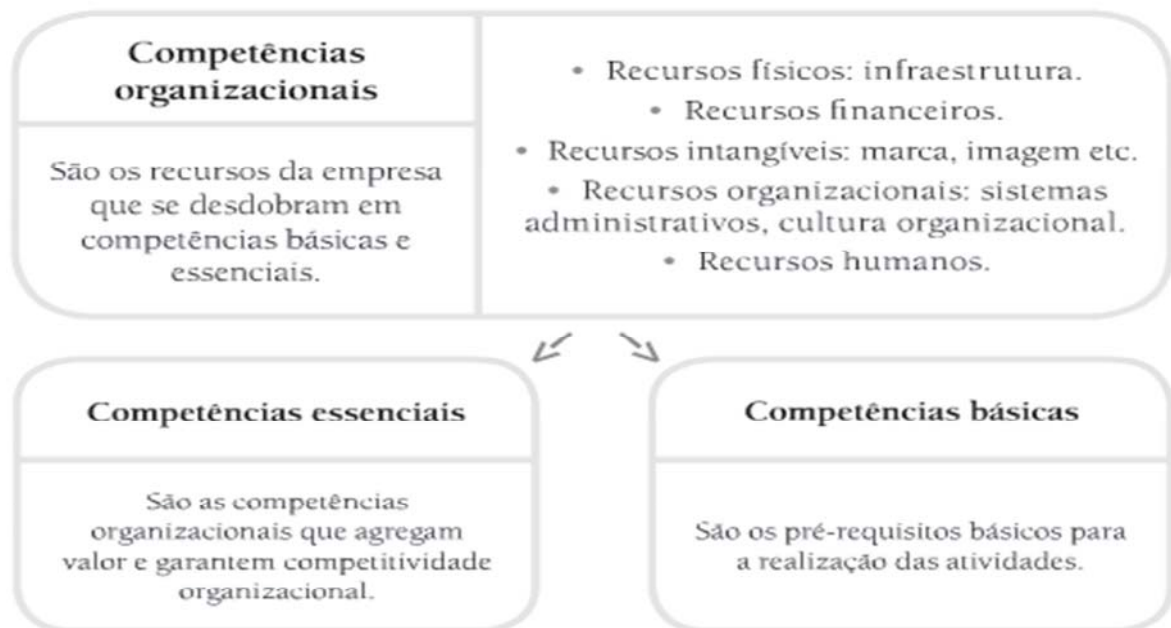 Competências
organizacionais
São os recursos da empresa
que se desdobram em
competências básicas e
essenciais.
• Recursos físicos: infraestrutura.
• Recursos financeiros.
• Recursos intangíveis: marca, imagem etc.
• Recursos organizacionais: sistemas
administrativos, cultura organizacional.
• Recursos humanos.
Competências essenciais
São as competências
organizacionais que agregam
valor e garantem competitividade
organizacional.
Competências básicas
São os pré-requisitos básicos para
a realização das atividades.